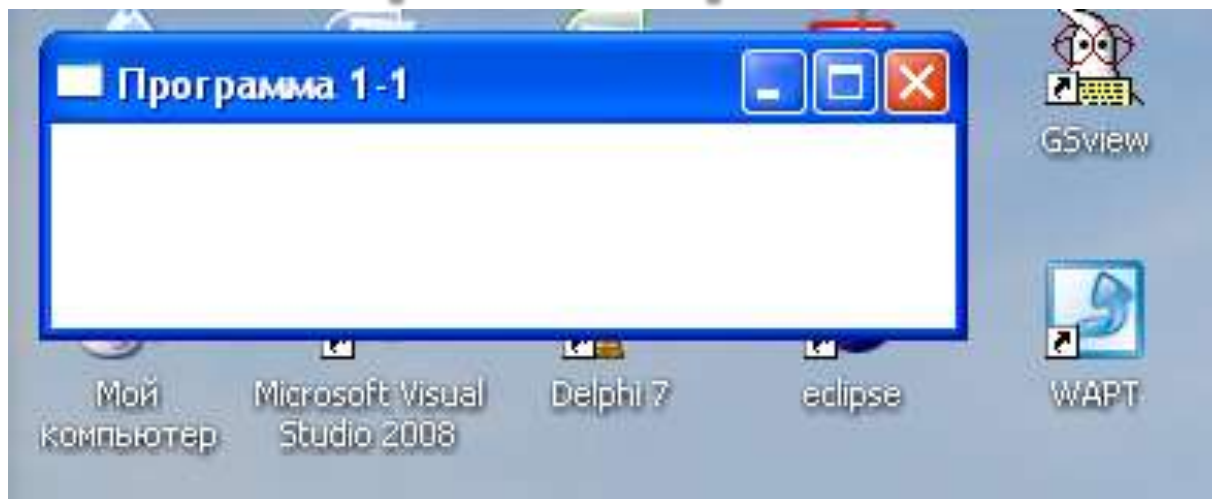 Программа 1-1
GSview
Мой
компьютер
Microsoft Visual
Studio 2008
Delphi 7
eclipse
WAPT